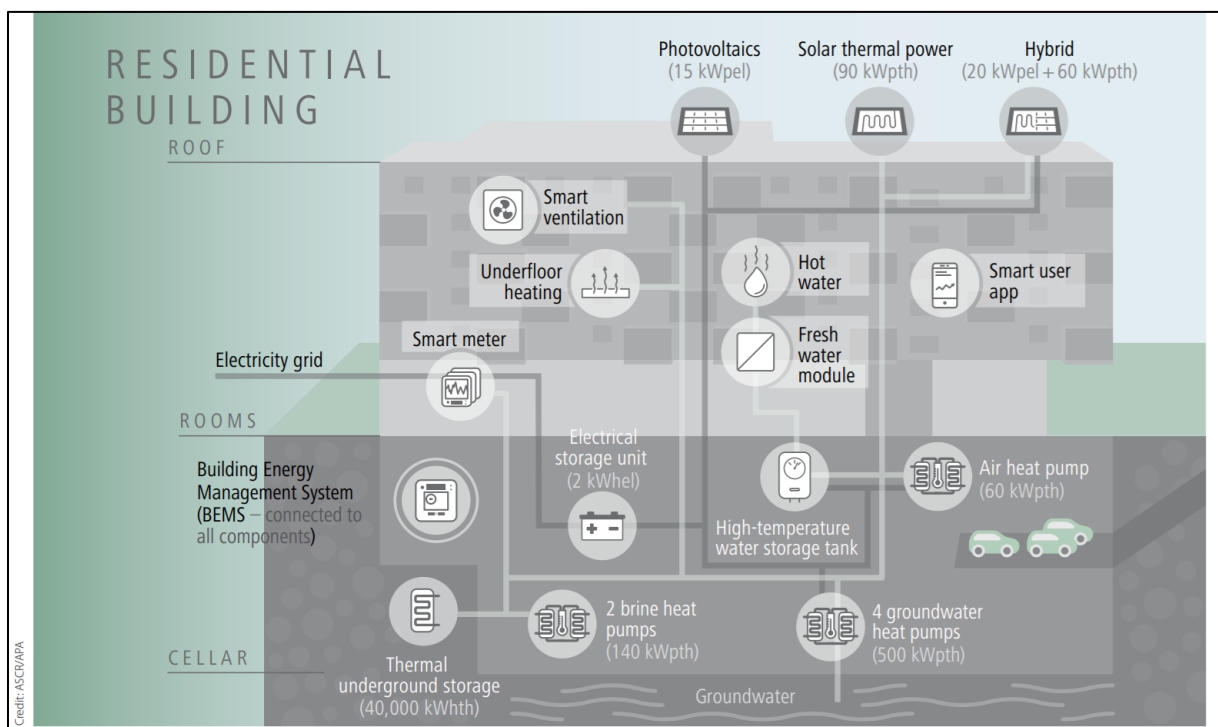 RESIDENTIAL
BUILDING
Photovoltaics
(15 kWpel)
Solar thermal power
(90 kWpth)
Hybrid
(20 kWpel + 60 kWpth)
ROOF
Smart
ventilation
Underfloor
heating
Hot
water
Smart user
app
Smart meter
Fresh
water
module
Electricity grid
ROOMS
Building Energy
Management System
(BEMS – connected to
all components)
Electrical
storage unit
(2 kWhel)
High-temperature
water storage tank
Air heat pump
(60 kWpth)
2 brine heat
pumps
(140 kWpth)
4 groundwater
heat pumps
(500 kWpth)
CELLAR
Thermal
underground storage
(40,000 kWhth)
Groundwater
Credit: ASCR/APA